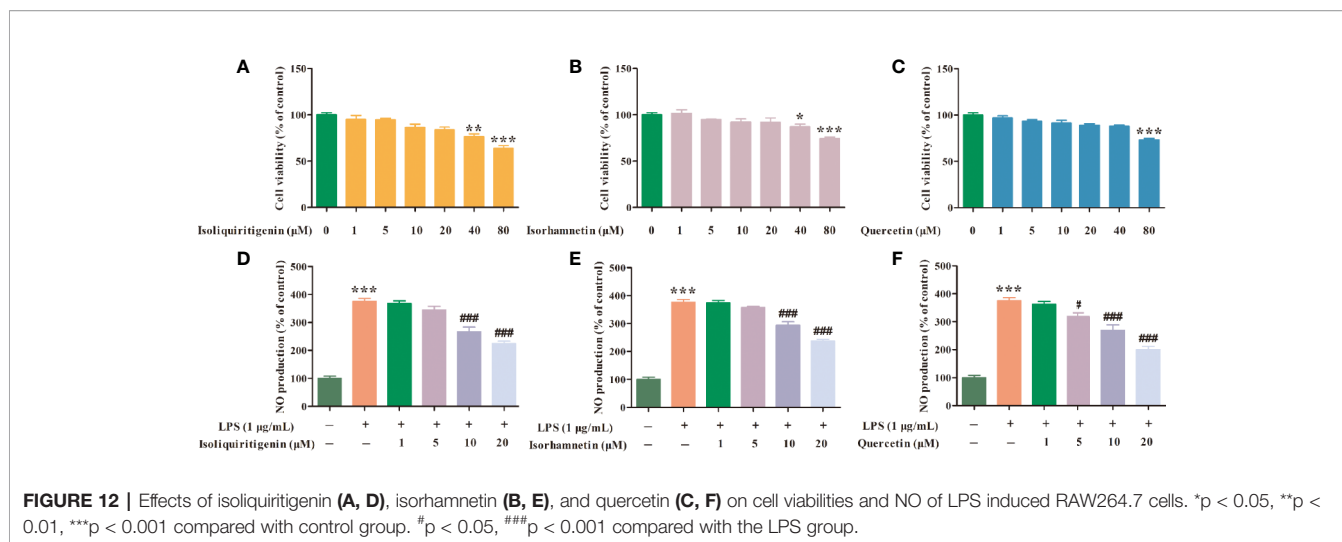 A
Cell viability (% of control)
150
100
50
0
** ***
Isoliquiritigenin (μM) 0 1 5 10 20 40 80
B
Cell viability (% of control)
150
100
50
0
* ***
Isorhamnetin (μM) 0 1 5 10 20 40 80
C
Cell viability (% of control)
150
100
50
0
***
Quercetin (μM) 0 1 5 10 20 40 80
D
NO production (% of control)
400
300
200
100
0
*** ### ###
LPS (1 μg/mL) – + + + + +
Isoliquiritigenin (μM) – – 1 5 10 20
E
NO production (% of control)
400
300
200
100
0
*** ### ###
LPS (1 μg/mL) – + + + + +
Isorhamnetin (μM) – – 1 5 10 20
F
NO production (% of control)
400
300
200
100
0
*** # ### ###
LPS (1 μg/mL) – + + + + +
Quercetin (μM) – – 1 5 10 20
FIGURE 12 | Effects of isoliquiritigenin (A, D), isorhamnetin (B, E), and quercetin (C, F) on cell viabilities and NO of LPS induced RAW264.7 cells. *p < 0.05, **p <
0.01, ***p < 0.001 compared with control group. #p < 0.05, ###p < 0.001 compared with the LPS group.